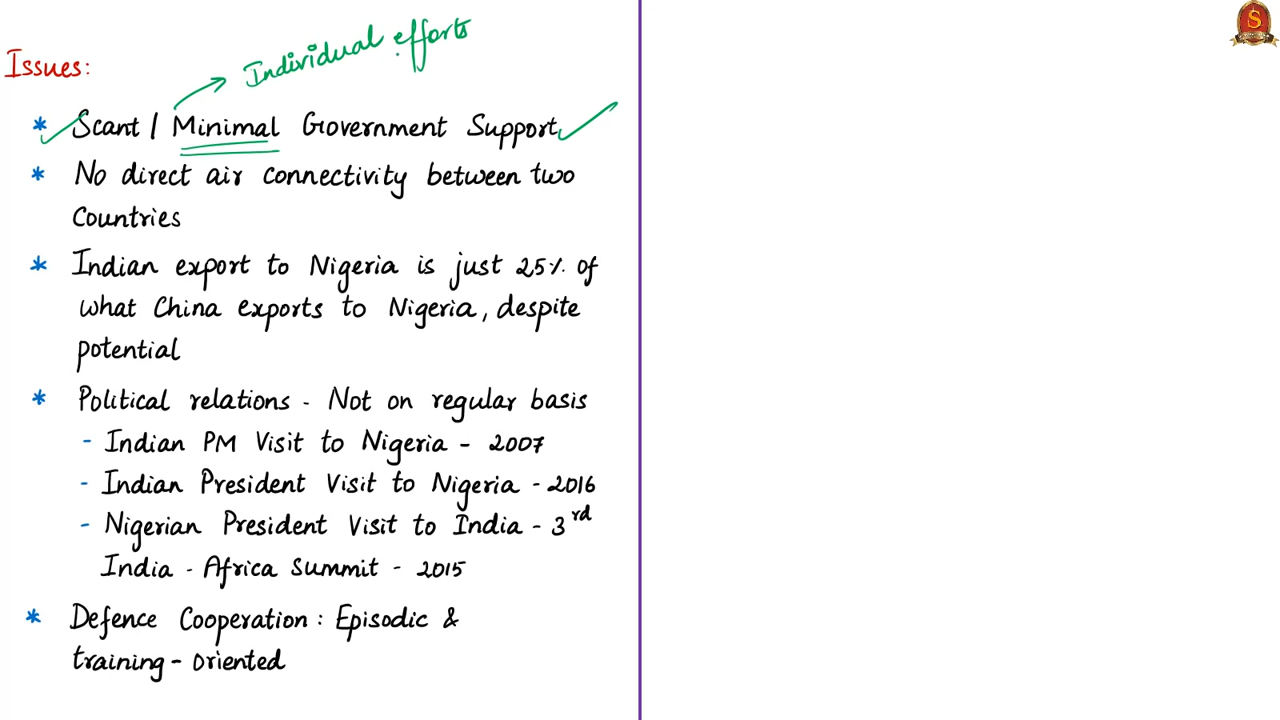 Individual efforts
Issues:
* Scant / Minimal Government Support
* No direct air connectivity between two
Countries
* Indian export to Nigeria is just 25% of
what China exports to Nigeria, despite
potential
* Political relations - Not on regular basis
- Indian PM Visit to Nigeria - 2007
- Indian President Visit to Nigeria - 2016
- Nigerian President Visit to India - 3rd
India - Africa Summit - 2015
* Defence Cooperation : Episodic &
training - oriented
S